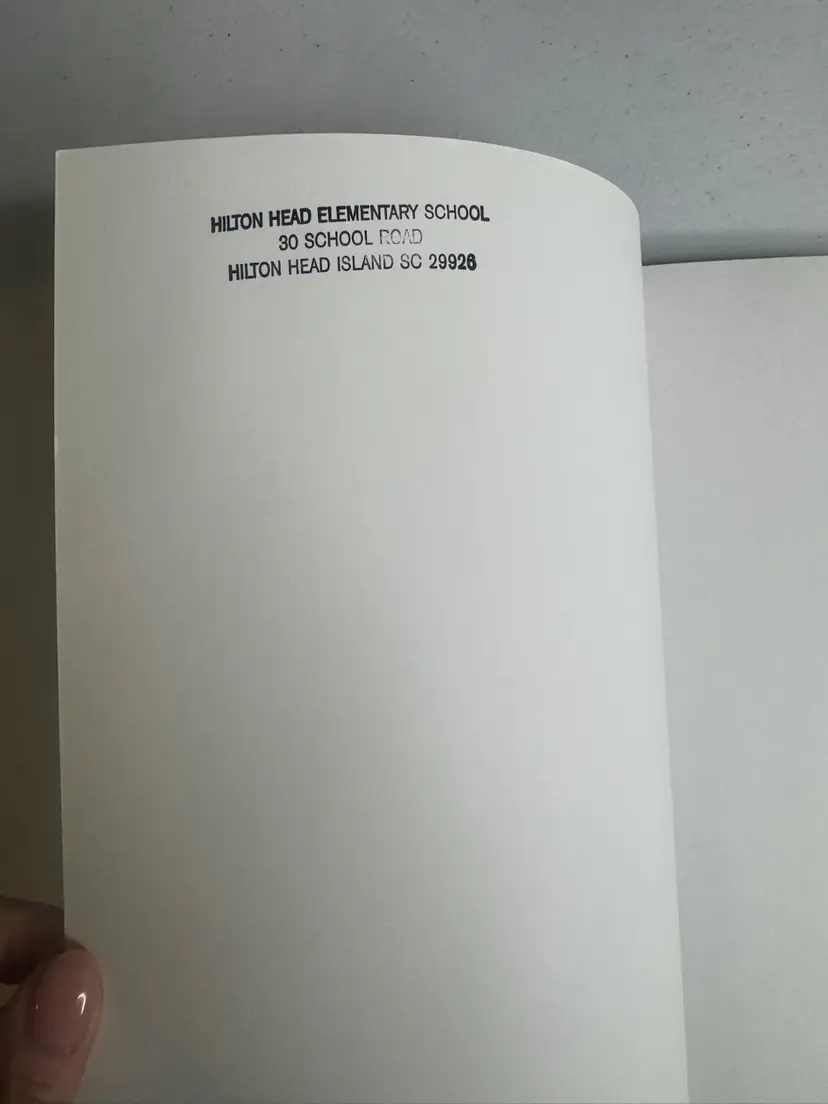 HILTON HEAD ELEMENTARY SCHOOL
30 SCHOOL ROAD
HILTON HEAD ISLAND SC 29926